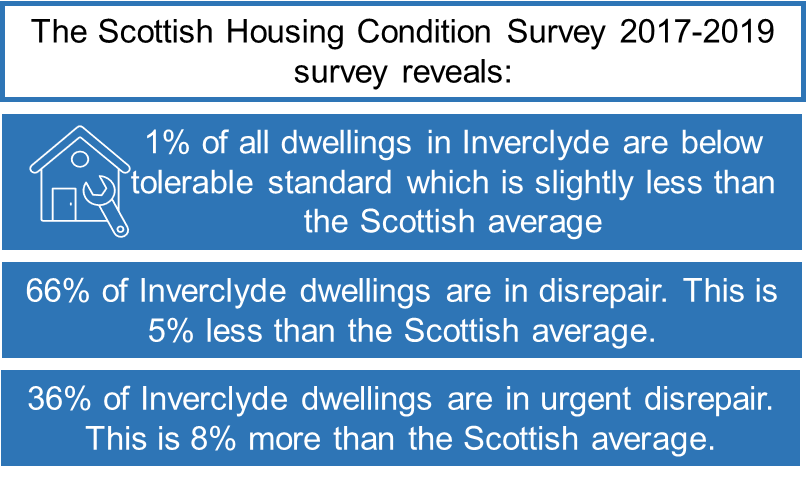 The Scottish Housing Condition Survey 2017-2019
survey reveals:
1% of all dwellings in Inverclyde are below
tolerable standard which is slightly less than
the Scottish average
66% of Inverclyde dwellings are in disrepair. This is
5% less than the Scottish average.
36% of Inverclyde dwellings are in urgent disrepair.
This is 8% more than the Scottish average.